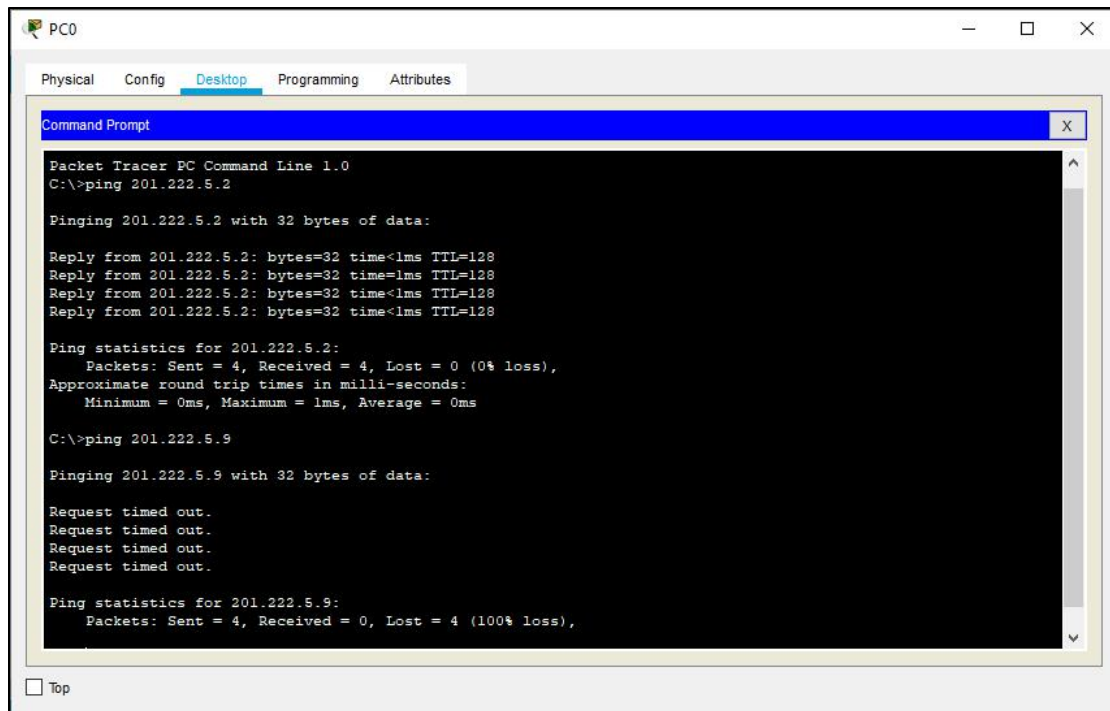 PC0
Physical Config Desktop Programming Attributes
Command Prompt X
Packet Tracer PC Command Line 1.0
C:\>ping 201.222.5.2
Pinging 201.222.5.2 with 32 bytes of data:
Reply from 201.222.5.2: bytes=32 time<1ms TTL=128
Reply from 201.222.5.2: bytes=32 time=1ms TTL=128
Reply from 201.222.5.2: bytes=32 time<1ms TTL=128
Reply from 201.222.5.2: bytes=32 time<1ms TTL=128
Ping statistics for 201.222.5.2:
Packets: Sent = 4, Received = 4, Lost = 0 (0% loss),
Approximate round trip times in milli-seconds:
Minimum = 0ms, Maximum = 1ms, Average = 0ms
C:\>ping 201.222.5.9
Pinging 201.222.5.9 with 32 bytes of data:
Request timed out.
Request timed out.
Request timed out.
Request timed out.
Ping statistics for 201.222.5.9:
Packets: Sent = 4, Received = 0, Lost = 4 (100% loss),
Top